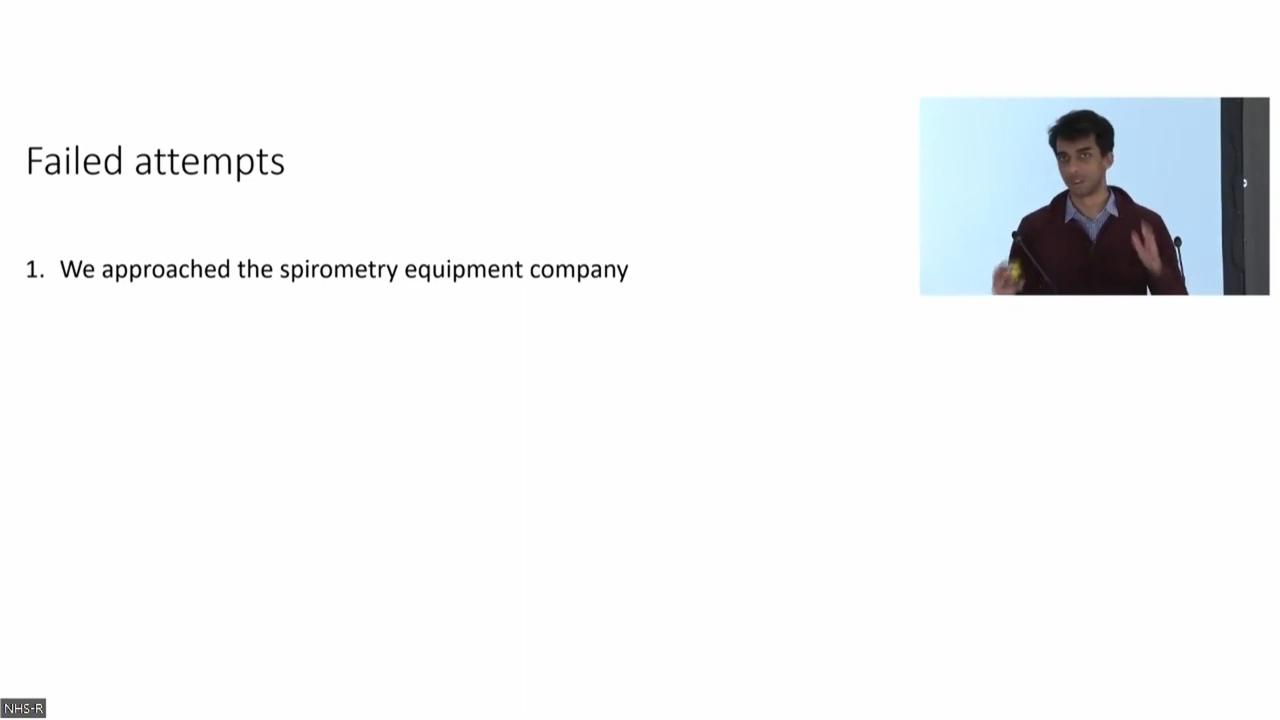 Failed attempts
1. We approached the spirometry equipment company
NHS-R